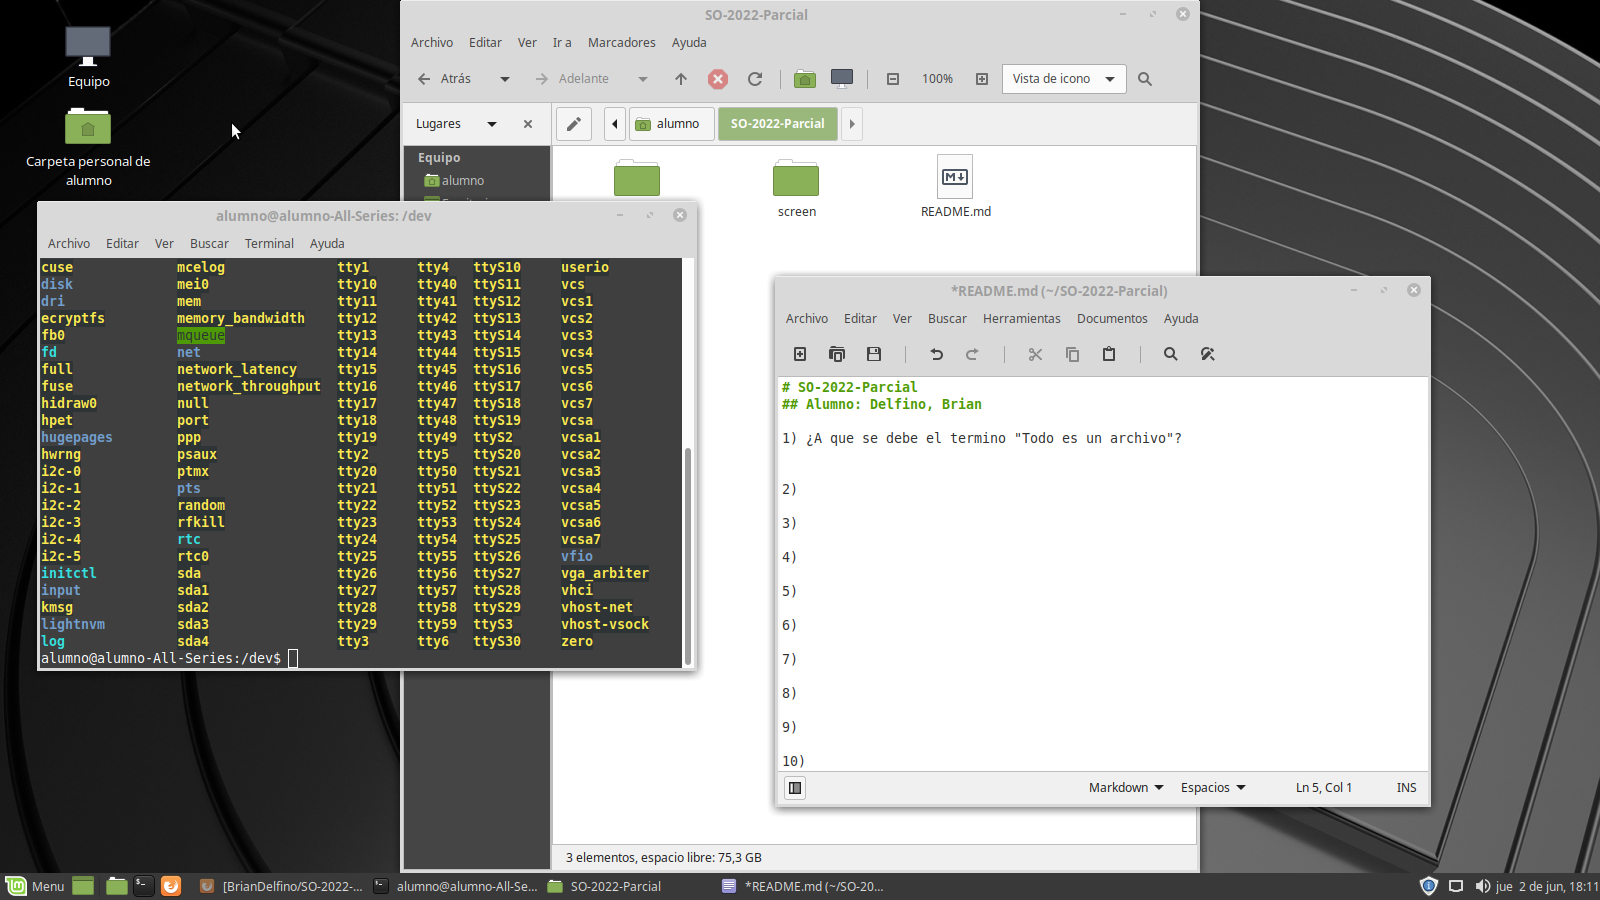 Equipo
Carpeta personal de
alumno
SO-2022-Parcial
Archivo Editar Ver Ir a Marcadores Ayuda
Atrás Adelante 100% Vista de icono
Lugares alumno SO-2022-Parcial
Equipo
alumno
screen
README.md
3 elementos, espacio libre: 75,3 GB
alumno@alumno-All-Series: /dev
Archivo Editar Ver Buscar Terminal Ayuda
cuse mcelog tty1 tty4 ttyS10 userio
disk mei0 tty10 tty40 ttyS11 vcs
dri mem tty11 tty41 ttyS12 vcs1
ecryptfs memory_bandwidth tty12 tty42 ttyS13 vcs2
fb0 mqueue tty13 tty43 ttyS14 vcs3
fd net tty14 tty44 ttyS15 vcs4
full network_latency tty15 tty45 ttyS16 vcs5
fuse network_throughput tty16 tty46 ttyS17 vcs6
hidraw0 null tty17 tty47 ttyS18 vcs7
hpet port tty18 tty48 ttyS19 vcsa
hugepages ppp tty19 tty49 ttyS2 vcsa1
hwrng psaux tty2 tty5 ttyS20 vcsa2
i2c-0 ptmx tty20 tty50 ttyS21 vcsa3
i2c-1 pts tty21 tty51 ttyS22 vcsa4
i2c-2 random tty22 tty52 ttyS23 vcsa5
i2c-3 rfkill tty23 tty53 ttyS24 vcsa6
i2c-4 rtc tty24 tty54 ttyS25 vcsa7
i2c-5 rtc0 tty25 tty55 ttyS26 vfio
initctl sda tty26 tty56 ttyS27 vga_arbiter
input sda1 tty27 tty57 ttyS28 vhci
kmsg sda2 tty28 tty58 ttyS29 vhost-net
lightnvm sda3 tty29 tty59 ttyS3 vhost-vsock
log sda4 tty3 tty6 ttyS30 zero
alumno@alumno-All-Series:/dev$
*README.md (~/SO-2022-Parcial)
Archivo Editar Ver Buscar Herramientas Documentos Ayuda
# SO-2022-Parcial
## Alumno: Delfino, Brian
1) ¿A que se debe el termino "Todo es un archivo"?
2)
3)
4)
5)
6)
7)
8)
9)
10)
Markdown Espacios Ln 5, Col 1 INS
Menu [BrianDelfino/SO-2022-... alumno@alumno-All-Se... SO-2022-Parcial *README.md (~/SO-20... jue 2 de jun, 18:11